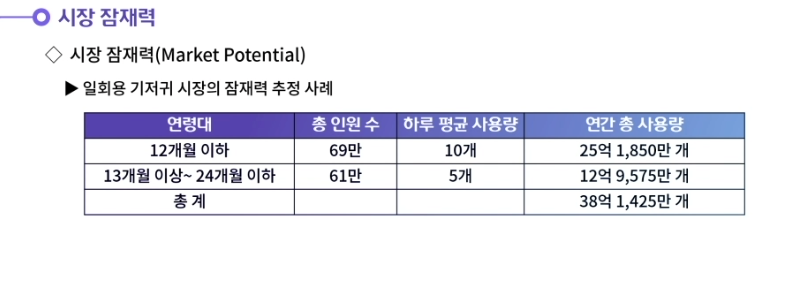 시장 잠재력
◇ 시장 잠재력(Market Potential)
▶ 일회용 기저귀 시장의 잠재력 추정 사례
연령대 총 인원 수 하루 평균 사용량 연간 총 사용량
12개월 이하 69만 10개 25억 1,850만 개
13개월 이상~ 24개월 이하 61만 5개 12억 9,575만 개
총 계 38억 1,425만 개